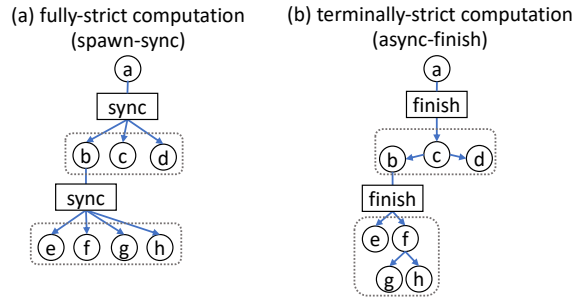 (a) fully-strict computation
(spawn-sync)
(b) terminally-strict computation
(async-finish)
a
sync
b c d
sync
e f g h
a
finish
b c d
finish
e f
g h